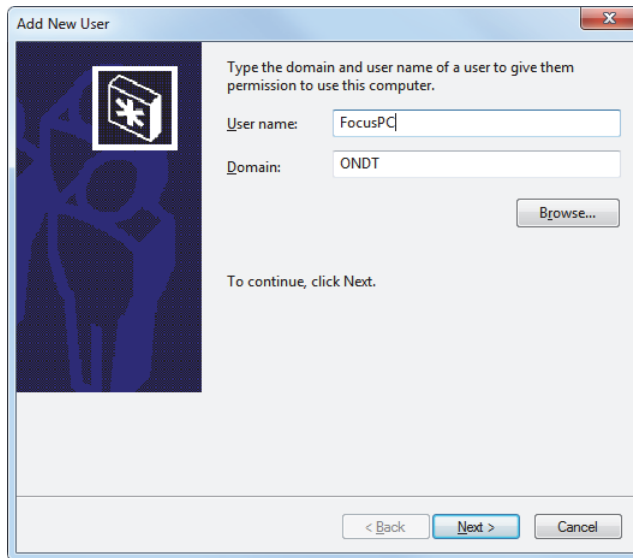 Add New User
Type the domain and user name of a user to give them
permission to use this computer.
User name: FocusPC
Domain: ONDT
Browse...
To continue, click Next.
< Back Next > Cancel